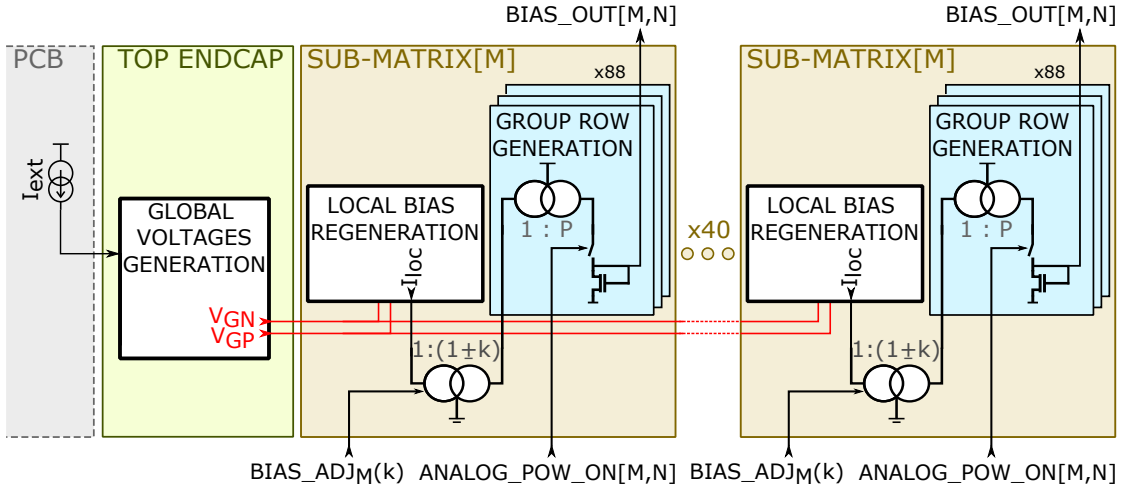 BIAS_OUT[M,N]
BIAS_OUT[M,N]
PCB
TOP ENDCAP
SUB-MATRIX[M]
SUB-MATRIX[M]
x88
x88
GROUP ROW
GENERATION
GROUP ROW
GENERATION
Iext
GLOBAL
VOLTAGES
GENERATION
LOCAL BIAS
REGENERATION
Iloc
1 : P
x40
LOCAL BIAS
REGENERATION
Iloc
1 : P
VGN
VGP
1:(1±k)
1:(1±k)
BIAS_ADJM(k)
ANALOG_POW_ON[M,N]
BIAS_ADJM(k)
ANALOG_POW_ON[M,N]